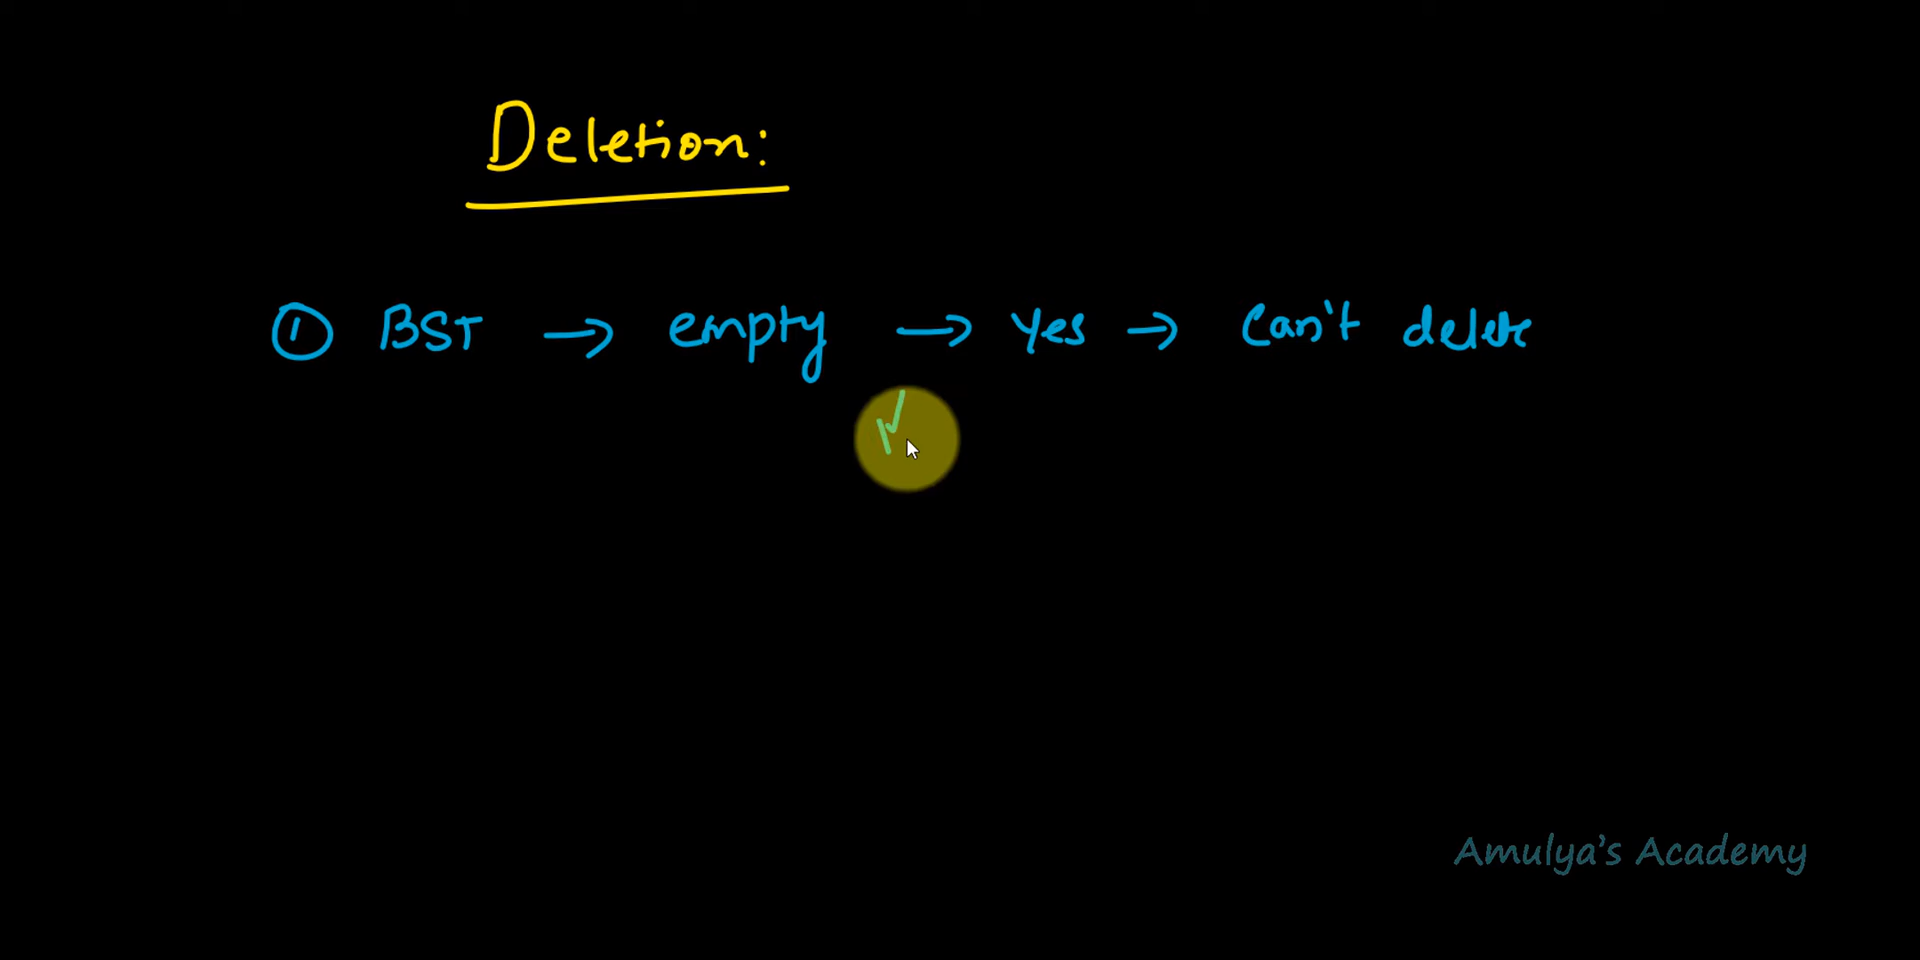 Deletion:
① BST → empty → Yes → Can't delete
Amulya's Academy